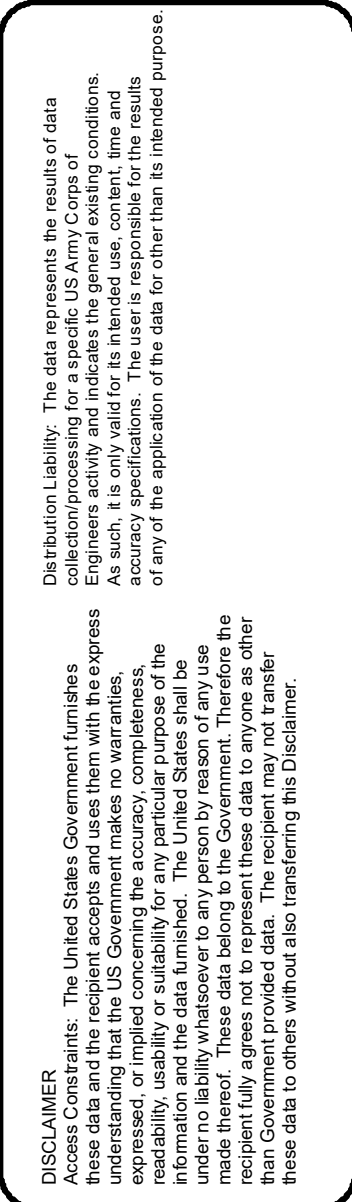 DISCLAIMER
Access Constraints: The United States Government furnishes
these data and the recipient accepts and uses them with the express
understanding that the US Government makes no warranties,
expressed, or implied concerning the accuracy, completeness,
readability, usability or suitability for any particular purpose of the
information and the data furnished. The United States shall be
under no liability whatsoever to any person by reason of any use
made thereof. These data belong to the Government. Therefore the
recipient fully agrees not to represent these data to anyone as other
than Government provided data. The recipient may not transfer
these data to others without also transferring this Disclaimer.
Distribution Liability: The data represents the results of data
collection/processing for a specific US Army Corps of
Engineers activity and indicates the general existing conditions.
As such, it is only valid for its intended use, content, time and
accuracy specifications. The user is responsible for the results
of any of the application of the data for other than its intended purpose.